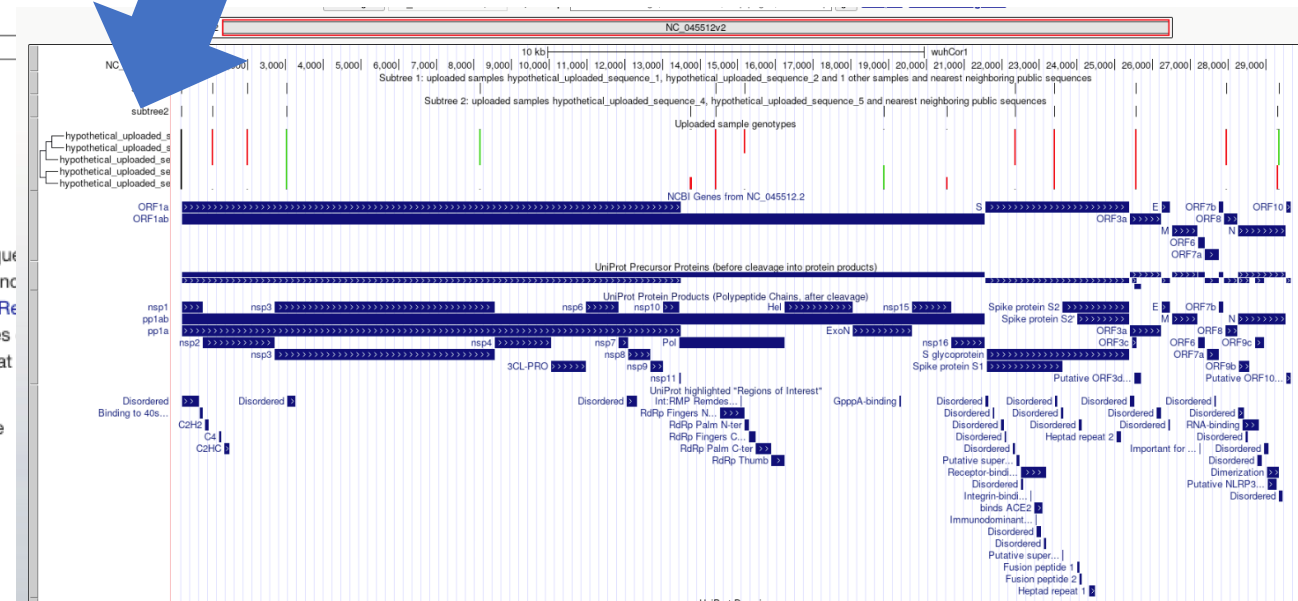 NC_045512v2
10 kb wuhCor1
NC_ 3,000 4,000 5,000 6,000 7,000 8,000 9,000 10,000 11,000 12,000 13,000 14,000 15,000 16,000 17,000 18,000 19,000 20,000 21,000 22,000 23,000 24,000 25,000 26,000 27,000 28,000 29,000
Subtree 1: uploaded samples hypothetical_uploaded_sequence_1, hypothetical_uploaded_sequence_2 and 1 other samples and nearest neighboring public sequences
Subtree 2: uploaded samples hypothetical_uploaded_sequence_4, hypothetical_uploaded_sequence_5 and nearest neighboring public sequences
subtree2
Uploaded sample genotypes
hypothetical_uploaded_s
hypothetical_uploaded_s
hypothetical_uploaded_se
hypothetical_uploaded_se
hypothetical_uploaded_se
NCBI Genes from NC_045512.2
ORF1a S E ORF7b ORF10
ORF1ab ORF3a ORF8
M N
ORF6
ORF7a
UniProt Precursor Proteins (before cleavage into protein products)
UniProt Protein Products (Polypeptide Chains, after cleavage)
nsp1 nsp3 nsp6 nsp10 Hel nsp15 Spike protein S2 E ORF7b
pp1ab Spike protein S2' M N
pp1a ExoN ORF3a ORF8
nsp2 nsp4 nsp7 Pol nsp16 ORF3c ORF6 ORF9c
nsp3 nsp8 S glycoprotein ORF7a
3CL-PRO nsp9 Spike protein S1 ORF9b
nsp11 Putative ORF3d... Putative ORF10...
UniProt highlighted "Regions of Interest"
Disordered Disordered Disordered Int:RMP Remdes... GpppA-binding Disordered Disordered Disordered Disordered
Binding to 40s... RdRp Fingers N... Disordered Disordered Disordered Disordered
C2H2 RdRp Palm N-ter Disordered Disordered Disordered RNA-binding
C4 RdRp Fingers C... Disordered Heptad repeat 2 Disordered
C2HC RdRp Palm C-ter Disordered Important for ... Disordered
RdRp Thumb Putative super... Disordered
Receptor-bindi... Dimerization
Disordered Putative NLRP3...
Integrin-bindi... Disordered
binds ACE2
Immunodominant...
Disordered
Disordered
Putative super...
Fusion peptide 1
Fusion peptide 2
Heptad repeat 1